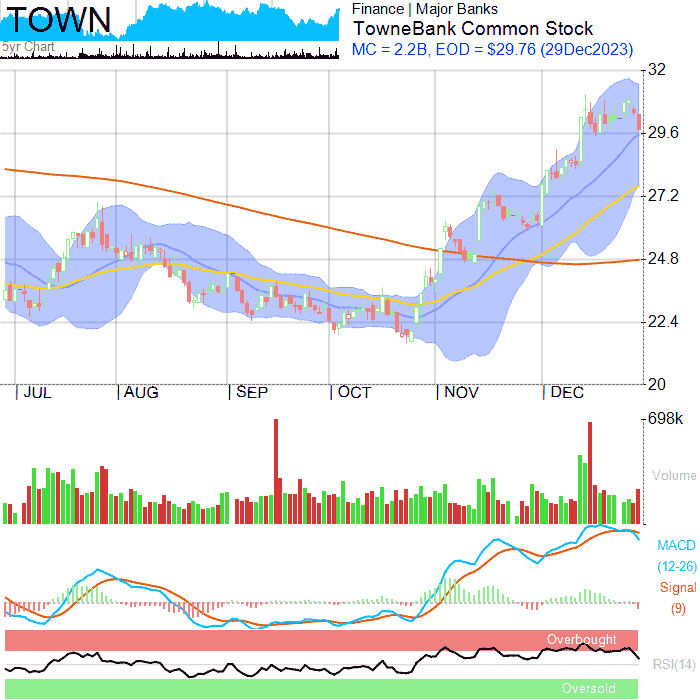 TOWN
5yr Chart
Finance | Major Banks
TowneBank Common Stock
MC = 2.2B, EOD = $29.76 (29Dec2023)
32
29.6
27.2
24.8
22.4
20
JUL AUG SEP OCT NOV DEC
698k
Volume
MACD
(12-26)
Signal
(9)
Overbought
RSI(14)
Oversold